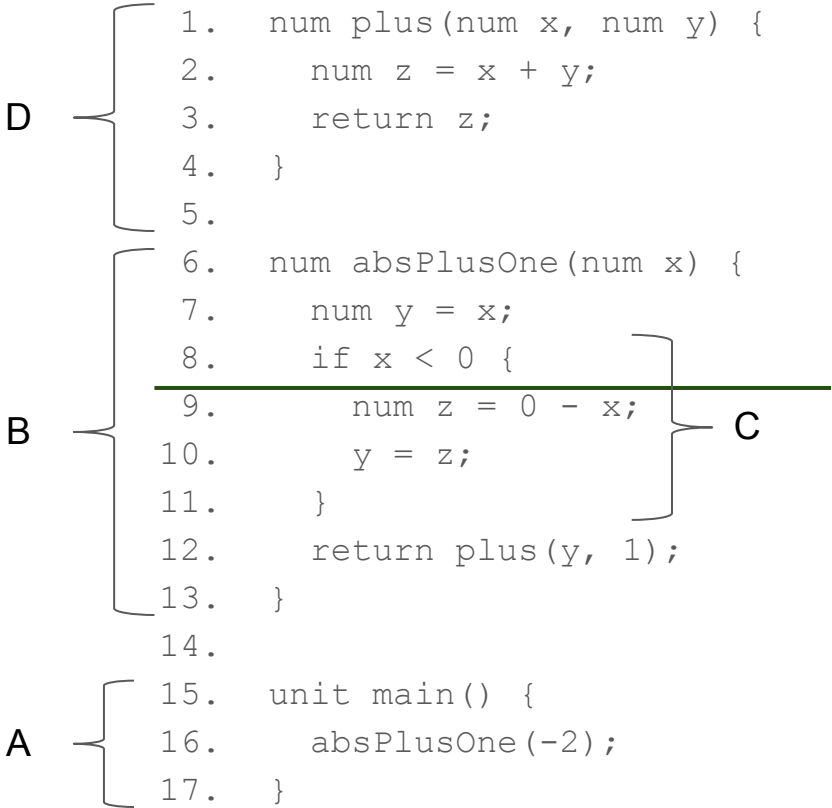 1. num plus(num x, num y) {
2. num z = x + y;
D 3. return z;
4. }
5.
6. num absPlusOne(num x) {
7. num y = x;
8. if x < 0 {
B 9. num z = 0 - x; C
10. y = z;
11. }
12. return plus(y, 1);
13. }
14.
15. unit main() {
A 16. absPlusOne(-2);
17. }